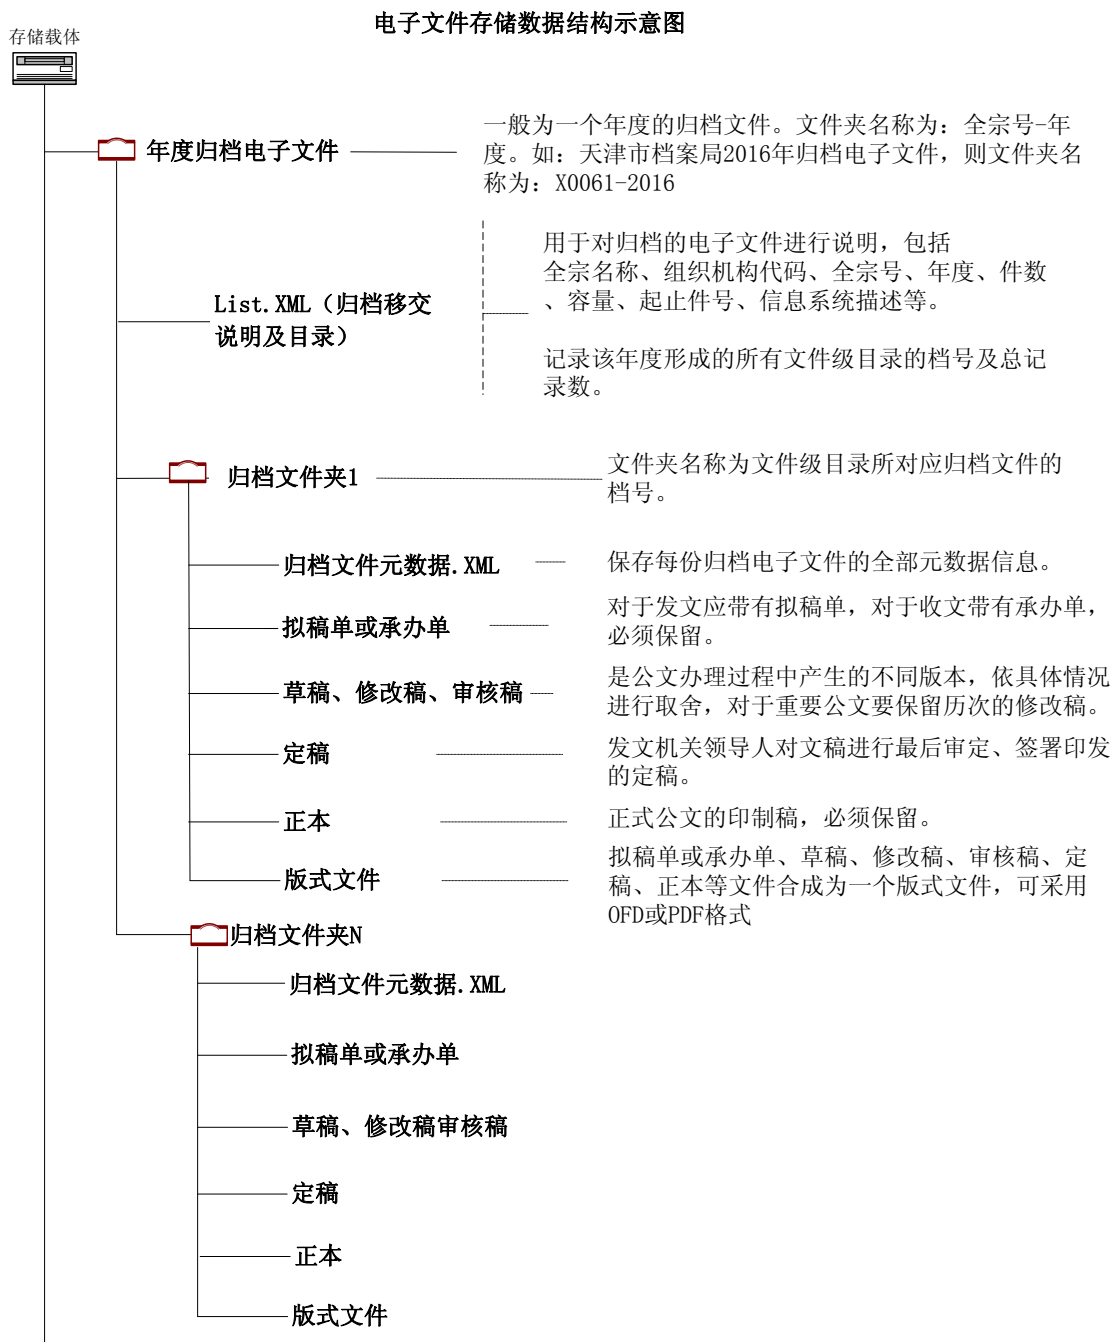 电子文件存储数据结构示意图
存储载体
年度归档电子文件
一般为一个年度的归档文件。文件夹名称为：全宗号-年
度。如：天津市档案局2016年归档电子文件，则文件夹名
称为：X0061-2016
List.XML（归档移交
说明及目录）
用于对归档的电子文件进行说明，包括
全宗名称、组织机构代码、全宗号、年度、件数
、容量、起止件号、信息系统描述等。
记录该年度形成的所有文件级目录的档号及总记
录数。
归档文件夹1
文件夹名称为文件级目录所对应归档文件的
档号。
归档文件元数据.XML
保存每份归档电子文件的全部元数据信息。
拟稿单或承办单
对于发文应带有拟稿单，对于收文带有承办单，
必须保留。
草稿、修改稿、审核稿
是公文办理过程中产生的不同版本，依具体情况
进行取舍，对于重要公文要保留历次的修改稿。
定稿
发文机关领导人对文稿进行最后审定、签署印发
的定稿。
正本
正式公文的印制稿，必须保留。
版式文件
拟稿单或承办单、草稿、修改稿、审核稿、定
稿、正本等文件合成为一个版式文件，可采用
OFD或PDF格式
归档文件夹N
归档文件元数据.XML
拟稿单或承办单
草稿、修改稿审核稿
定稿
正本
版式文件